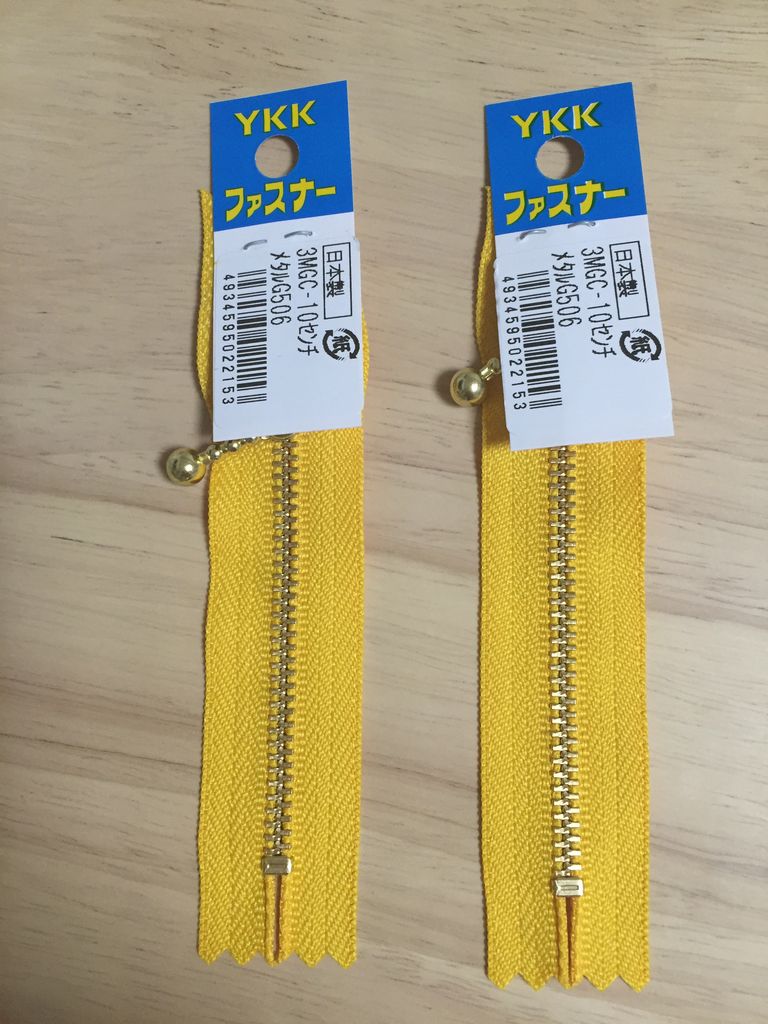 YKK
ファスナー
日本製
紙
3MGC-10センチ
メタルG506
4934595022153
YKK
ファスナー
日本製
紙
3MGC-10センチ
メタルG506
4934595022153